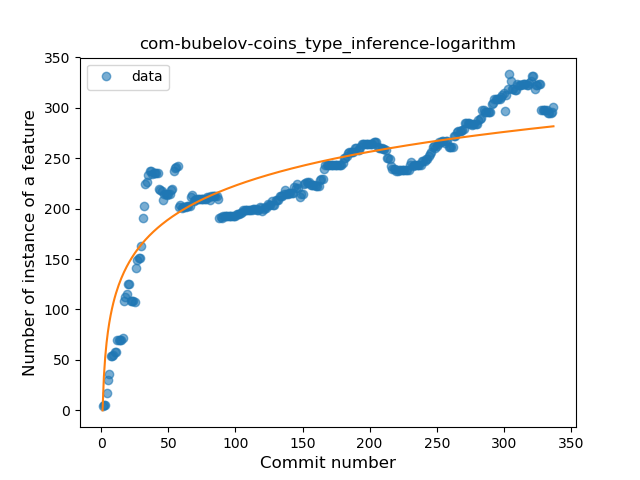 com-bubelov-coins_type_inference-logarithm
data
Number of instance of a feature
350
300
250
200
150
100
50
0
0 50 100 150 200 250 300 350
Commit number